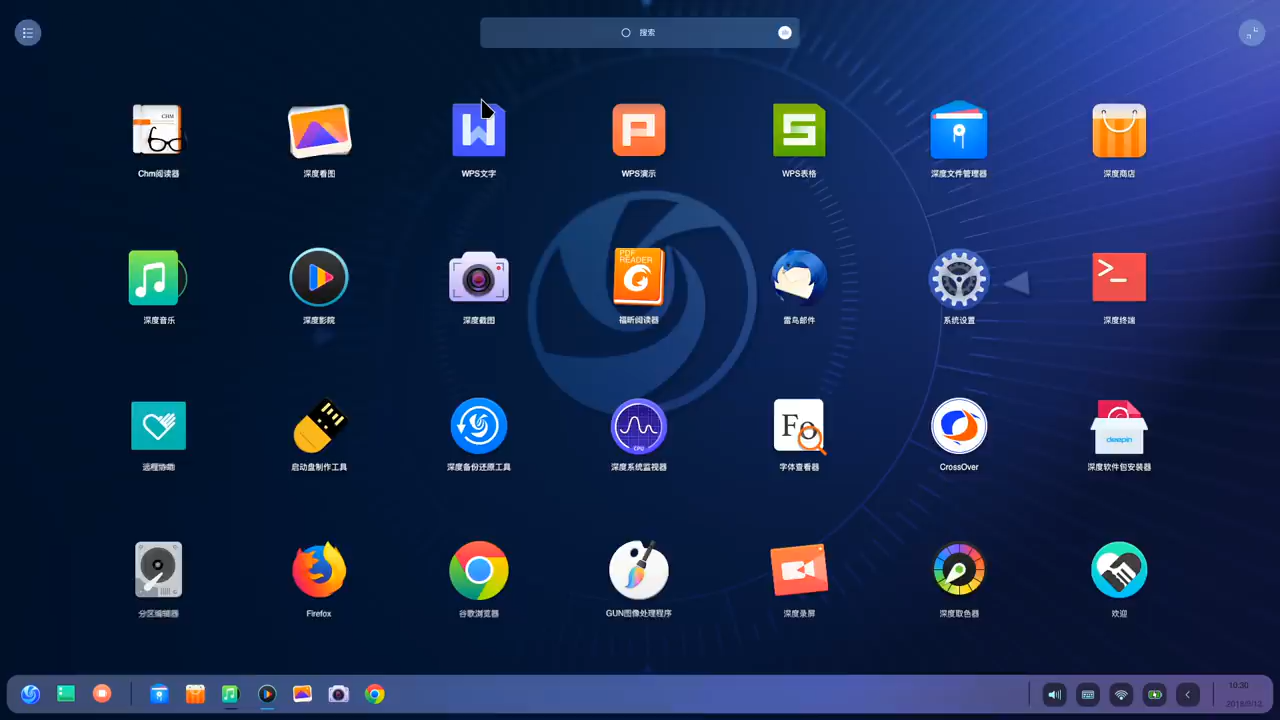 搜索
CHM
Chm阅读器
深度看图
WPS文字
WPS演示
WPS表格
深度文件管理器
深度商店
PDF
READER
深度音乐
深度影院
深度截图
福昕阅读器
雷鸟邮件
系统设置
深度终端
CPU
Fo
deepin
远程协助
启动盘制作工具
深度备份还原工具
深度系统监视器
字体查看器
CrossOver
深度软件包安装器
分区编辑器
Firefox
谷歌浏览器
GUN图像处理程序
深度录屏
深度取色器
欢迎
10:30